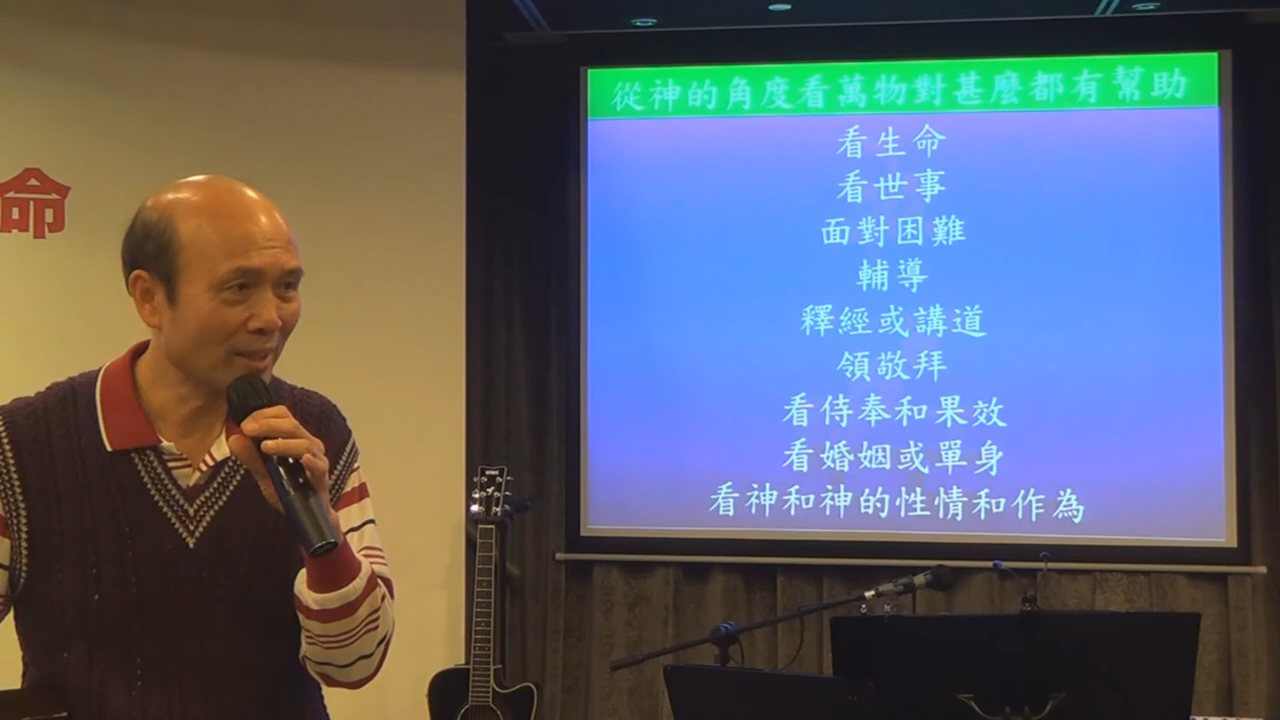 命
從神的角度看萬物對甚麼都有幫助
看生命
看世事
面對困難
輔導
釋經或講道
領敬拜
看侍奉和果效
看婚姻或單身
看神和神的性情和作為